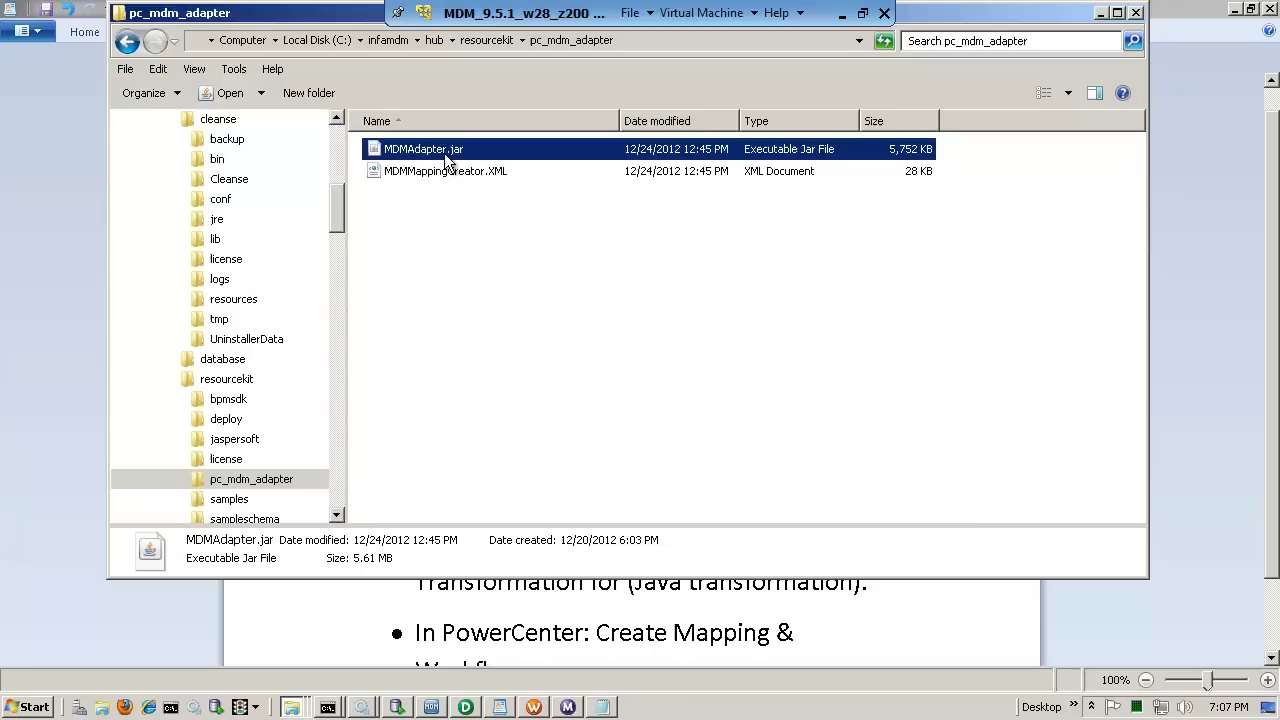 pc_mdm_adapter
MDM_9.5.1_w28_z200 ...
File
Virtual Machine
Help
Home
Computer
Local Disk (C:)
infamdm
hub
resourcekit
pc_mdm_adapter
Search pc_mdm_adapter
File
Edit
View
Tools
Help
Organize
Open
New folder
cleanse
backup
bin
Cleanse
conf
jre
lib
license
logs
resources
tmp
UninstallerData
database
resourcekit
bpmsdk
deploy
jaspersoft
license
pc_mdm_adapter
samples
sampleschema
Name
Date modified
Type
Size
MDMAdapter.jar
12/24/2012 12:45 PM
Executable Jar File
5,752 KB
12/24/2012 12:45 PM
XML Document
28 KB
MDMAdapter.jar Date modified: 12/24/2012 12:45 PM Date created: 12/20/2012 6:03 PM
Executable Jar File Size: 5.61 MB
Transformation for (Java transformation).
• In PowerCenter: Create Mapping &
100%
Start
Desktop
7:07 PM